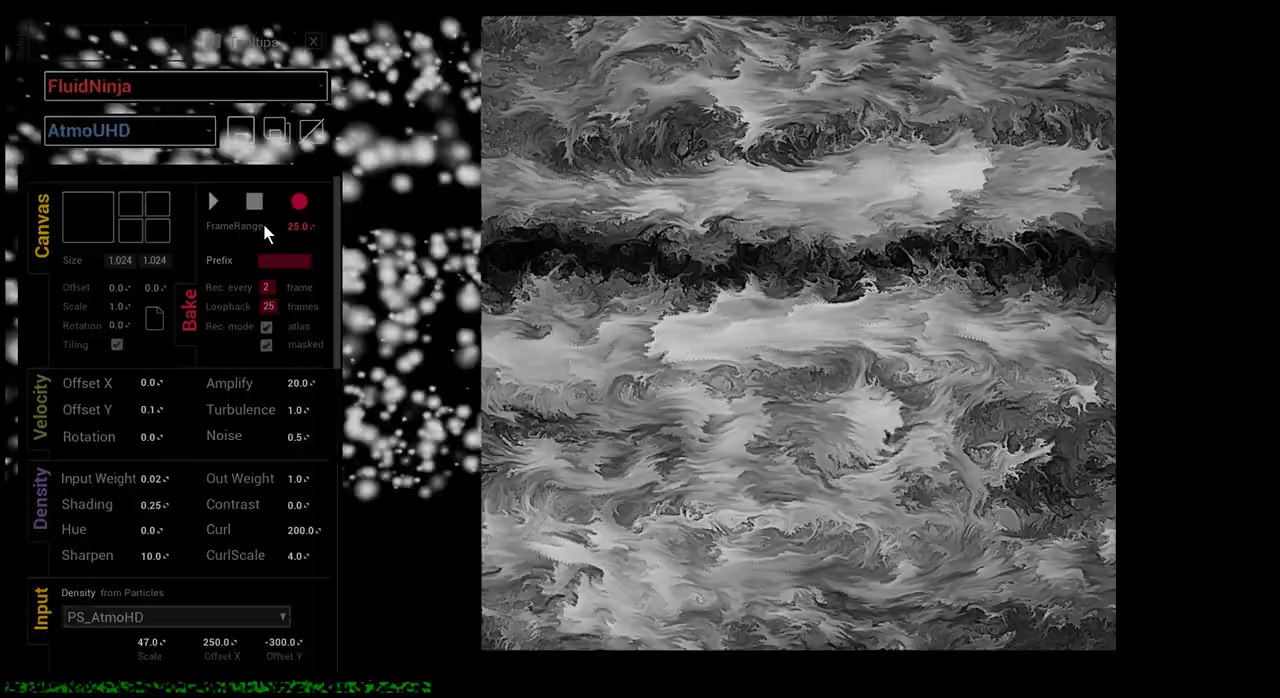 Tooltips
FluidNinja
AtmoUHD
Canvas
FrameRange 25.0
Size 1,024 1,024
Prefix
Offset 0.0 0.0
Rec. every 2 frame
Scale 1.0
Loopback 25 frames
Rotation 0.0
Rec. mode atlas
Tiling
masked
Bake
Velocity
Offset X 0.0 Amplify 20.0
Offset Y 0.1 Turbulence 1.0
Rotation 0.0 Noise 0.5
Density
Input Weight 0.02 Out Weight 1.0
Shading 0.25 Contrast 0.0
Hue 0.0 Curl 200.0
Sharpen 10.0 CurlScale 4.0
Input
Density from Particles
PS_AtmoHD
47.0 250.0 -300.0
Scale Offset X Offset Y